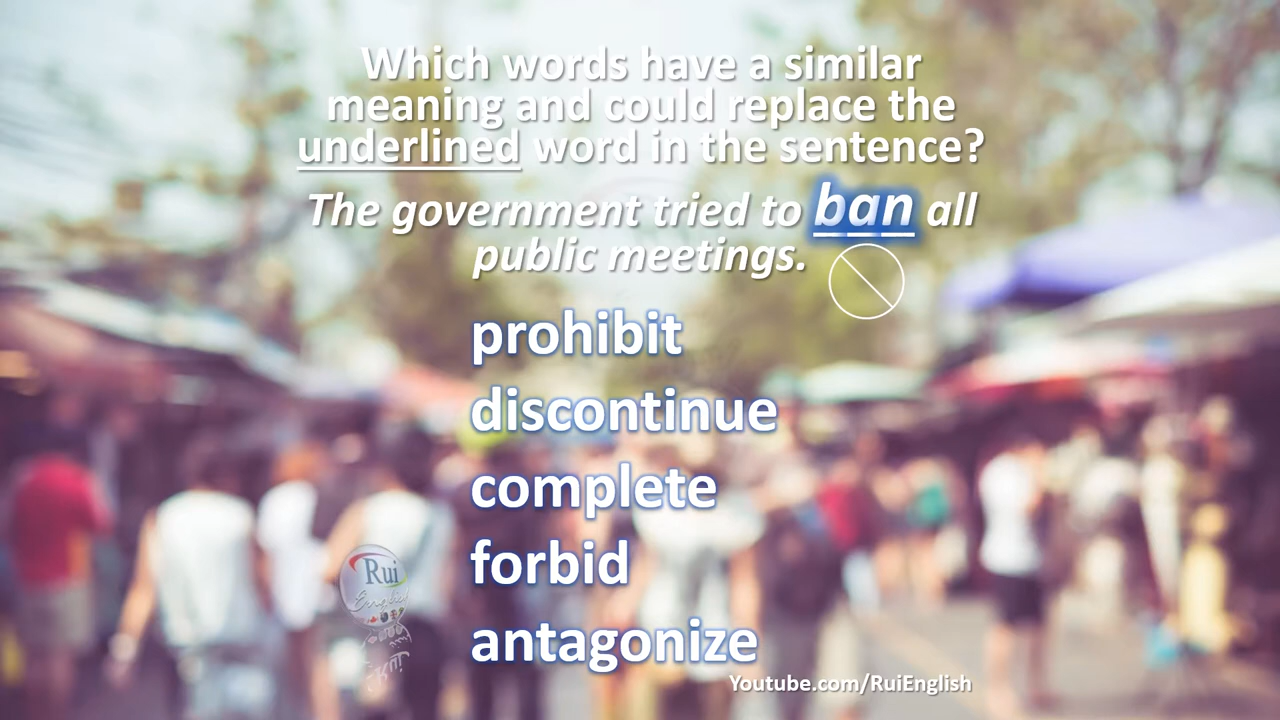 Which words have a similar
meaning and could replace the
underlined word in the sentence?
The government tried to ban all
public meetings.
prohibit
discontinue
complete
forbid
antagonize
Rui
English
Youtube.com/RuiEnglish